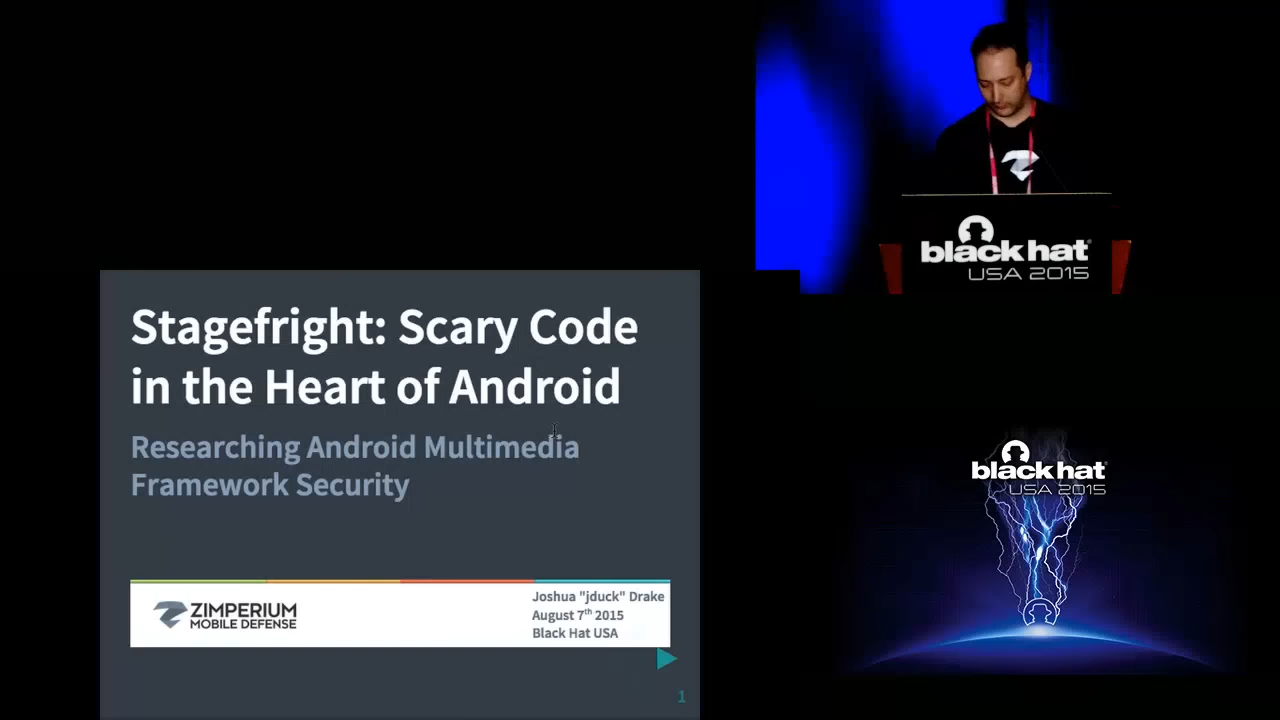 black hat
USA 2015
Stagefright: Scary Code
in the Heart of Android
Researching Android Multimedia
Framework Security
ZIMPERIUM
MOBILE DEFENSE
Joshua "jduck" Drake
August 7th 2015
Black Hat USA
1
black hat
USA 2015